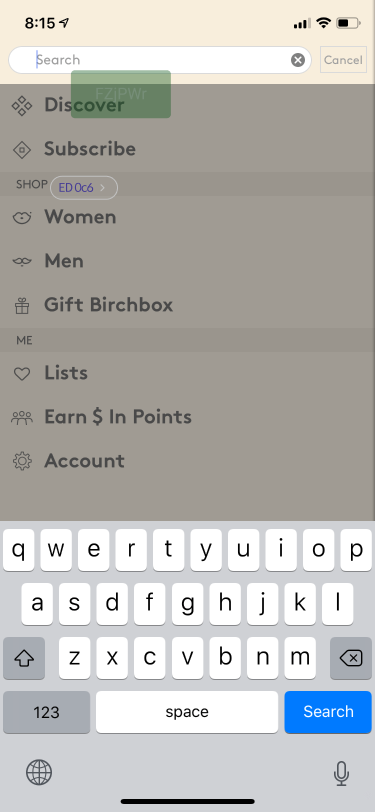 8:15
Search
Cancel
EZjPWr
Discover
Subscribe
SHOP
ED0c6
Women
Men
Gift Birchbox
ME
Lists
Earn $ In Points
Account
q w e r t y u i o p
a s d f g h j k l
z x c v b n m
123 space Search